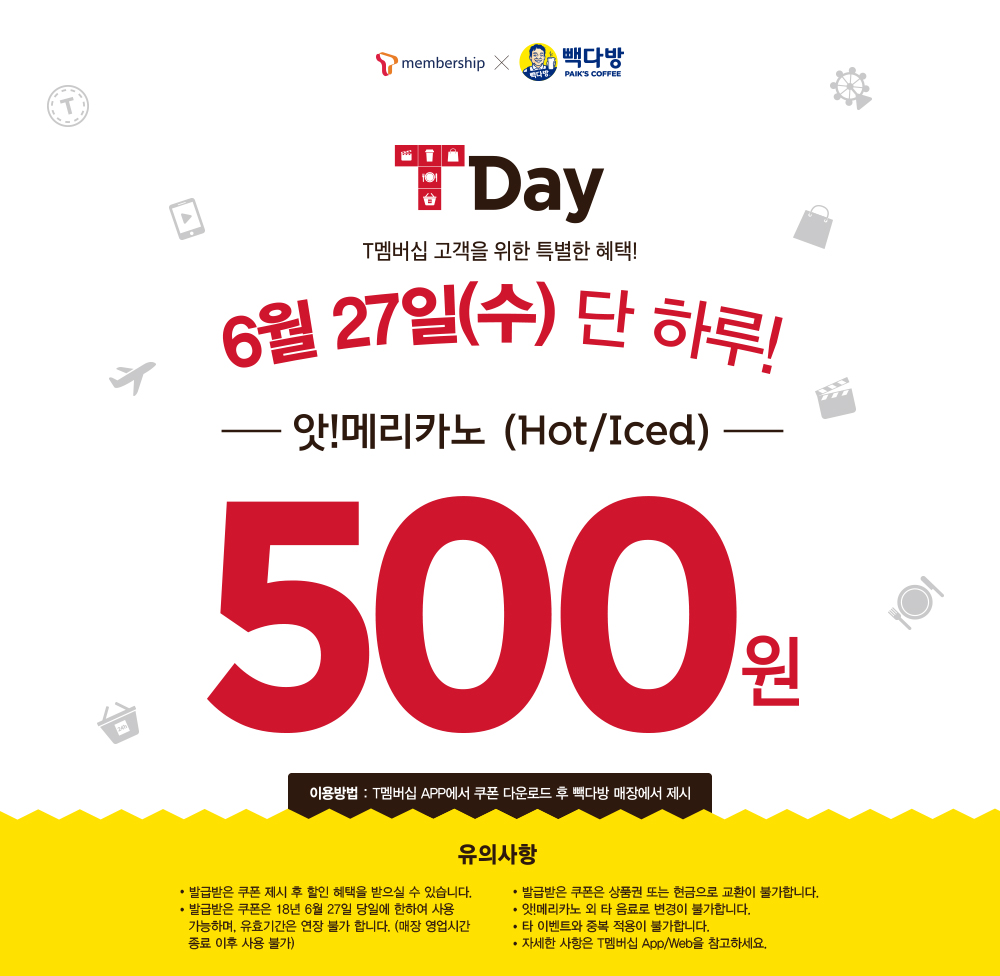 membership × 빽다방
빽다방 PAIK'S COFFEE
T
T Day
T멤버십 고객을 위한 특별한 혜택!
6월 27일(수) 단 하루!
앗!메리카노 (Hot/Iced)
500원
24h
이용방법 : T멤버십 APP에서 쿠폰 다운로드 후 빽다방 매장에서 제시
유의사항
• 발급받은 쿠폰 제시 후 할인 혜택을 받으실 수 있습니다.
• 발급받은 쿠폰은 18년 6월 27일 당일에 한하여 사용
가능하며, 유효기간은 연장 불가 합니다. (매장 영업시간
종료 이후 사용 불가)
• 발급받은 쿠폰은 상품권 또는 현금으로 교환이 불가합니다.
• 앗!메리카노 외 타 음료로 변경이 불가합니다.
• 타 이벤트와 중복 적용이 불가합니다.
• 자세한 사항은 T멤버십 App/Web을 참고하세요.